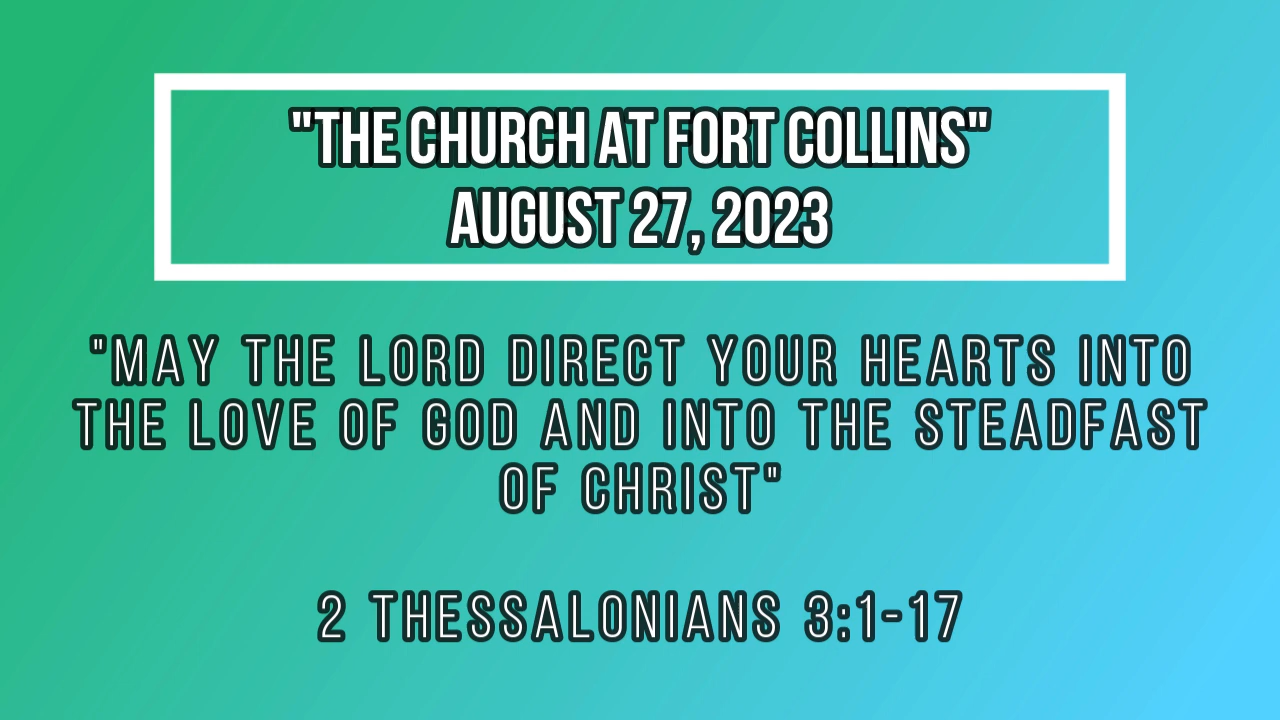 "THE CHURCH AT FORT COLLINS"
AUGUST 27, 2023
"MAY THE LORD DIRECT YOUR HEARTS INTO
THE LOVE OF GOD AND INTO THE STEADFAST
OF CHRIST"
2 THESSALONIANS 3:1-17